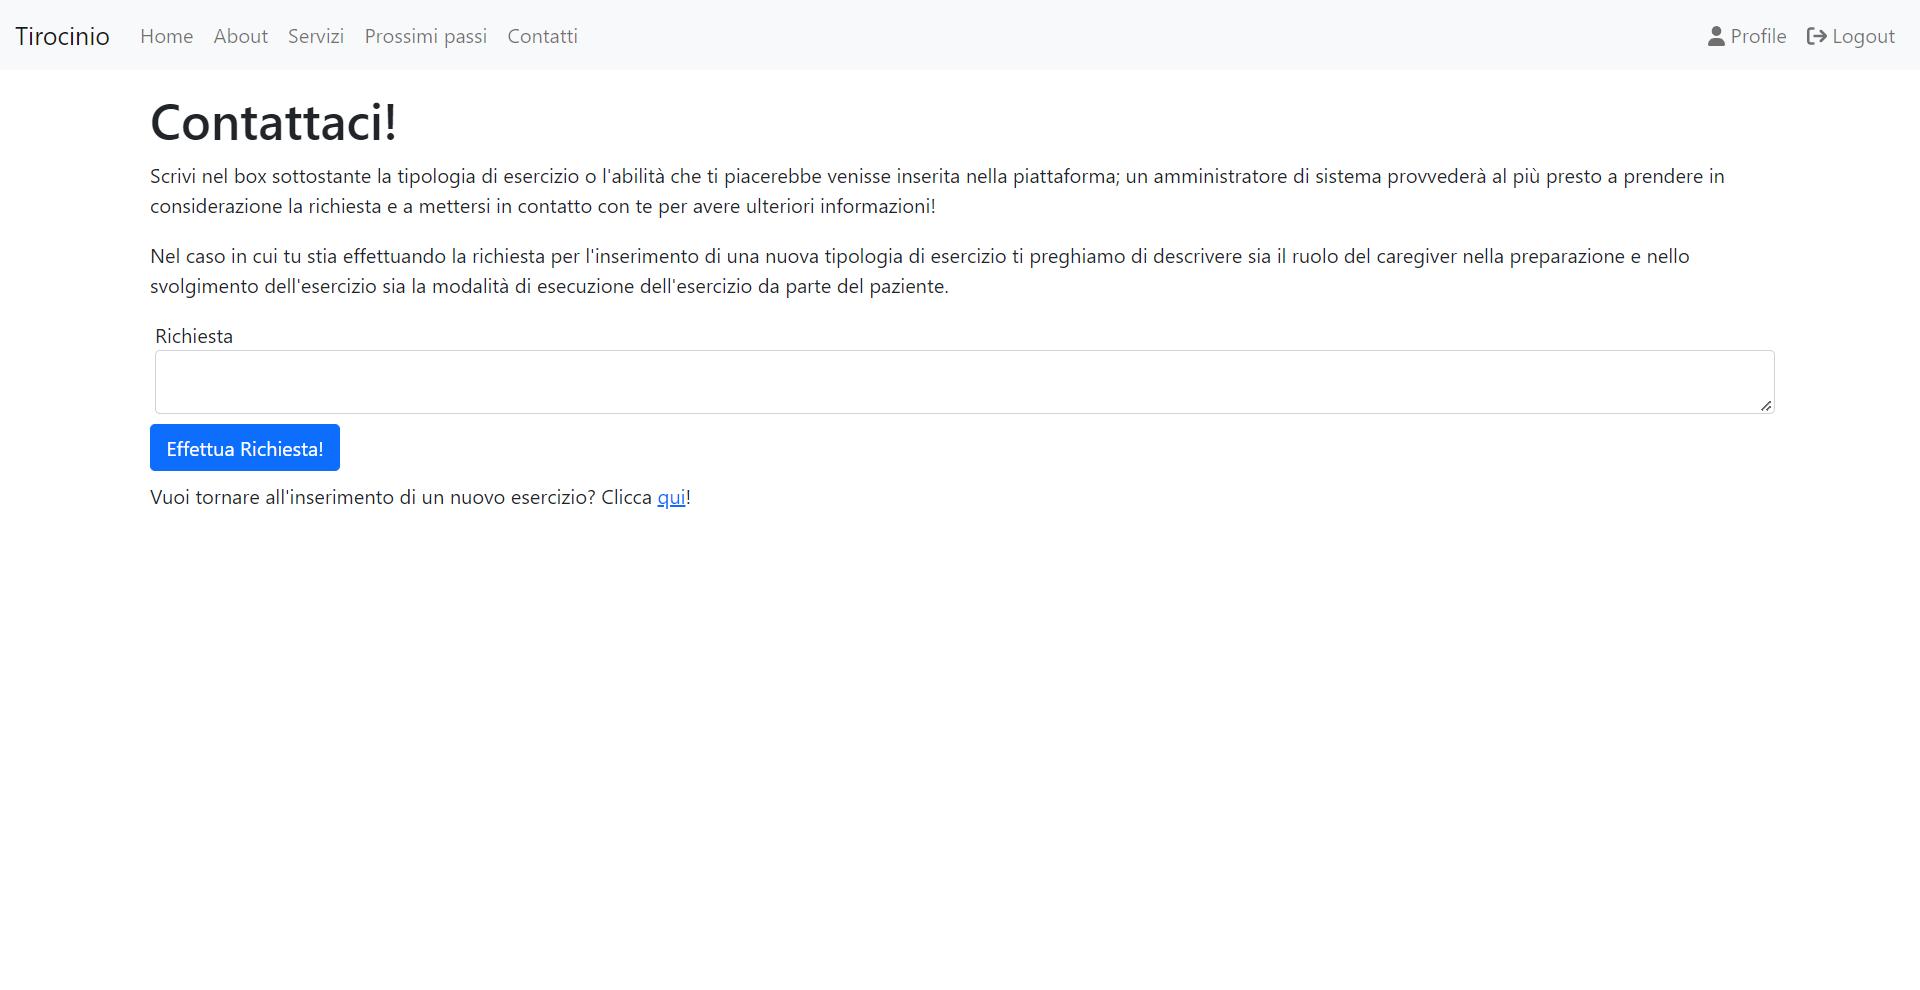 Tirocinio Home About Servizi Prossimi passi Contatti Profile Logout
Contattaci!
Scrivi nel box sottostante la tipologia di esercizio o l'abilità che ti piacerebbe venisse inserita nella piattaforma; un amministratore di sistema provvederà al più presto a prendere in
considerazione la richiesta e a mettersi in contatto con te per avere ulteriori informazioni!
Nel caso in cui tu stia effettuando la richiesta per l'inserimento di una nuova tipologia di esercizio ti preghiamo di descrivere sia il ruolo del caregiver nella preparazione e nello
svolgimento dell'esercizio sia la modalità di esecuzione dell'esercizio da parte del paziente.
Richiesta
Effettua Richiesta!
Vuoi tornare all'inserimento di un nuovo esercizio? Clicca qui!